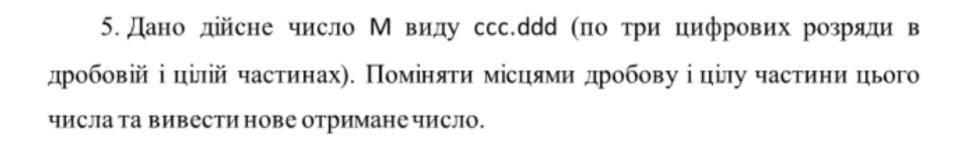 5. Дано дійсне число М виду ccc.ddd (по три цифрових розряди в
дробовій і цілій частинах). Поміняти місцями дробову і цілу частини цього
числа та вивести нове отримане число.